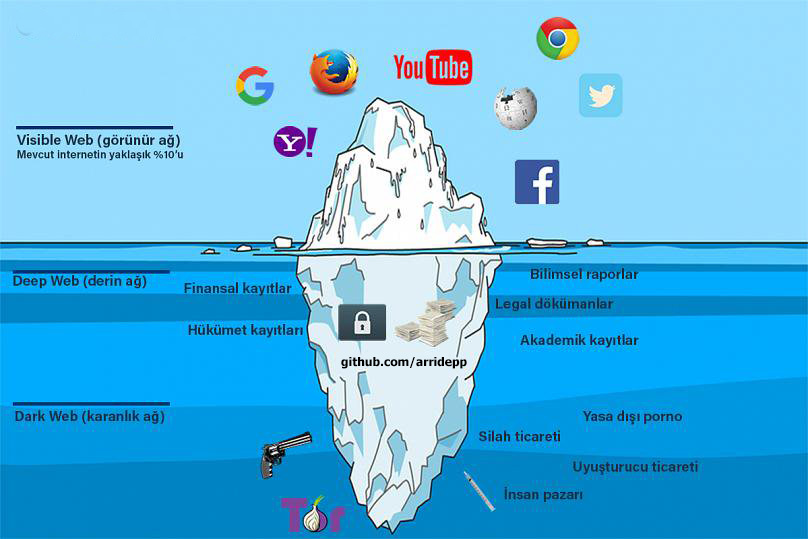 YouTube
Y!
Visible Web (görünür ağ)
Mevcut internetin yaklaşık %10'u
Deep Web (derin ağ)
Finansal kayıtlar
Bilimsel raporlar
Legal dökümanlar
Hükümet kayıtları
Akademik kayıtlar
github.com/arridepp
Dark Web (karanlık ağ)
Yasa dışı porno
Silah ticareti
Uyuşturucu ticareti
İnsan pazarı
Tor